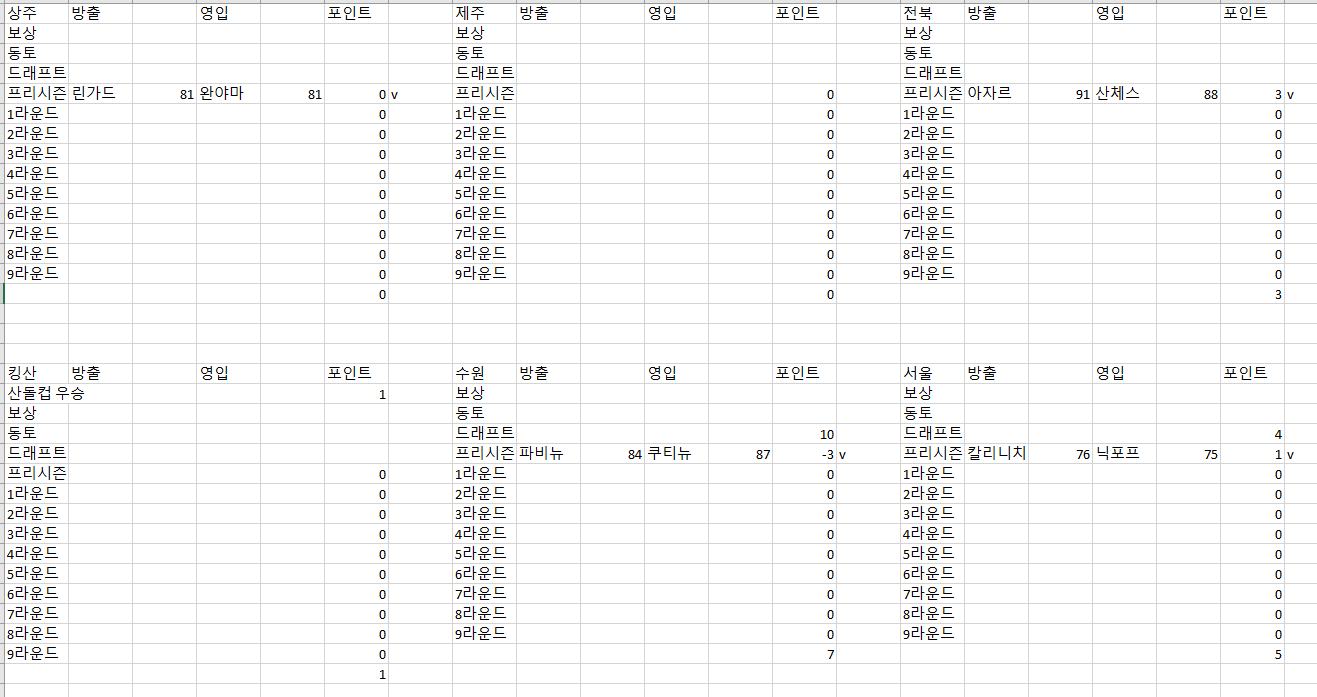 상주 방출 영입 포인트 제주 방출 영입 포인트 전북 방출 영입 포인트
보상 보상 보상
동토 동토 동토
드래프트 드래프트 드래프트
프리시즌 린가드 81 완야마 81 0 v 프리시즌 0 프리시즌 아자르 91 산체스 88 3 v
1라운드 0 1라운드 0 1라운드 0
2라운드 0 2라운드 0 2라운드 0
3라운드 0 3라운드 0 3라운드 0
4라운드 0 4라운드 0 4라운드 0
5라운드 0 5라운드 0 5라운드 0
6라운드 0 6라운드 0 6라운드 0
7라운드 0 7라운드 0 7라운드 0
8라운드 0 8라운드 0 8라운드 0
9라운드 0 9라운드 0 9라운드 0
0 0 3
킹산 방출 영입 포인트 수원 방출 영입 포인트 서울 방출 영입 포인트
산돌컵 우승 1 보상 보상
보상 동토 동토
동토 드래프트 10 드래프트 4
드래프트 프리시즌 파비뉴 84 쿠티뉴 87 -3 v 프리시즌 칼리니치 76 닉포프 75 1 v
프리시즌 0 1라운드 0 1라운드 0
1라운드 0 2라운드 0 2라운드 0
2라운드 0 3라운드 0 3라운드 0
3라운드 0 4라운드 0 4라운드 0
4라운드 0 5라운드 0 5라운드 0
5라운드 0 6라운드 0 6라운드 0
6라운드 0 7라운드 0 7라운드 0
7라운드 0 8라운드 0 8라운드 0
8라운드 0 9라운드 0 9라운드 0
9라운드 0 7 5
1